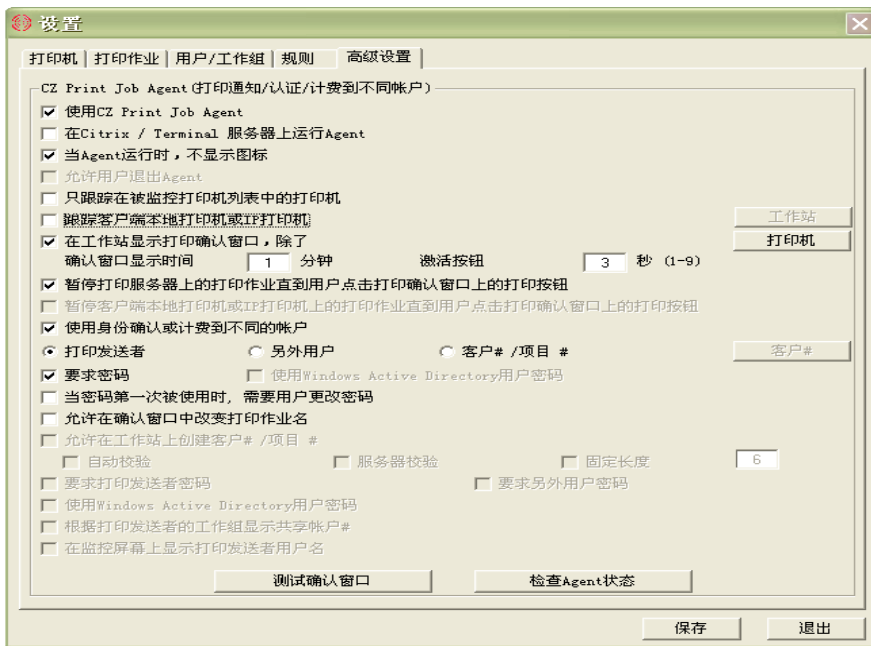 设置
打印机 打印作业 用户/工作组 规则 高级设置
CZ Print Job Agent(打印通知/认证/计费到不同帐户)
使用CZ Print Job Agent
在Citrix / Terminal 服务器上运行Agent
当Agent运行时,不显示图标
允许用户退出Agent
只跟踪在被监控打印机列表中的打印机
跟踪客户端本地打印机或IP打印机 工作站
在工作站显示打印确认窗口,除了 打印机
确认窗口显示时间 1 分钟 激活按钮 3 秒 (1-9)
暂停打印服务器上的打印作业直到用户点击打印确认窗口上的打印按钮
暂停客户端本地打印机或IP打印机上的打印作业直到用户点击打印确认窗口上的打印按钮
使用身份确认或计费到不同的帐户
打印发送者 另外用户 客户# /项目 # 客户#
要求密码 使用Windows Active Directory用户密码
当密码第一次被使用时, 需要用户更改密码
允许在确认窗口中改变打印作业名
允许在工作站上创建客户# /项目 #
自动校验 服务器校验 固定长度 6
要求打印发送者密码 要求另外用户密码
使用Windows Active Directory用户密码
根据打印发送者的工作组显示共享帐户#
在监控屏幕上显示打印发送者用户名
测试确认窗口 检查Agent状态
保存 退出